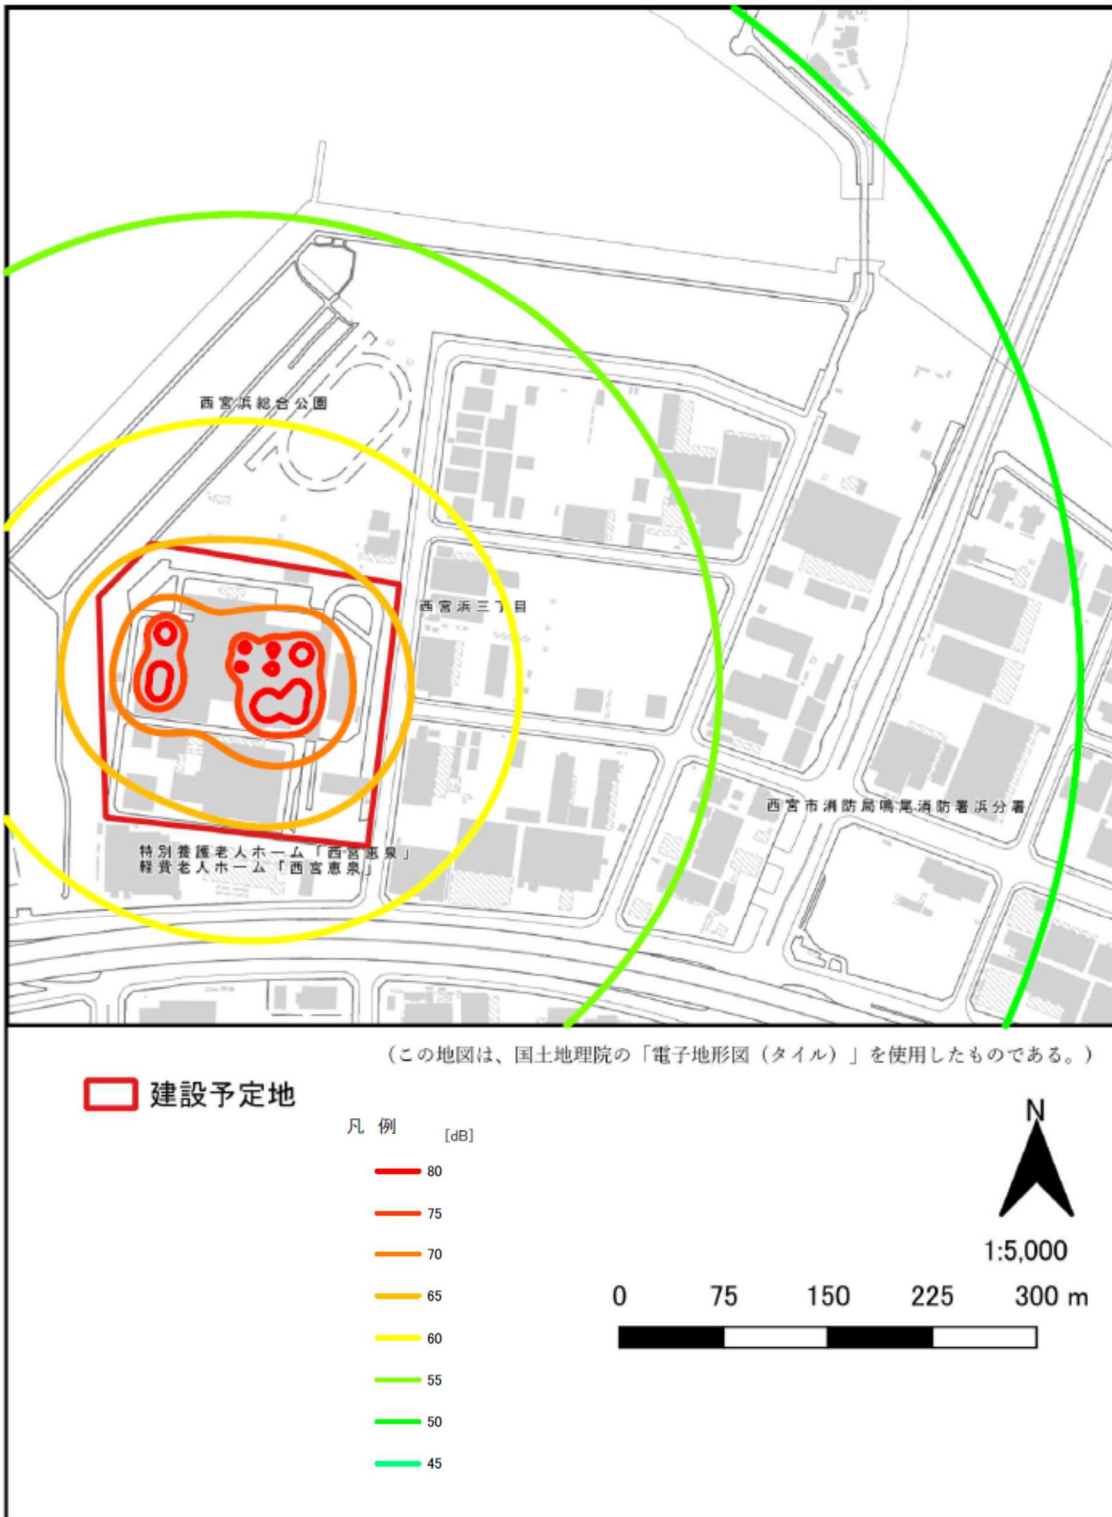 西宮浜総合公園
西宮浜三丁目
西宮市消防局鳴尾消防署浜分署
特別養護老人ホーム「西宮恵泉」
軽費老人ホーム「西宮恵泉」
（この地図は、国土地理院の「電子地形図（タイル）」を使用したものである。）
建設予定地
凡 例
[dB]
80
75
70
65
60
55
50
45
N
1:5,000
0 75 150 225 300 m